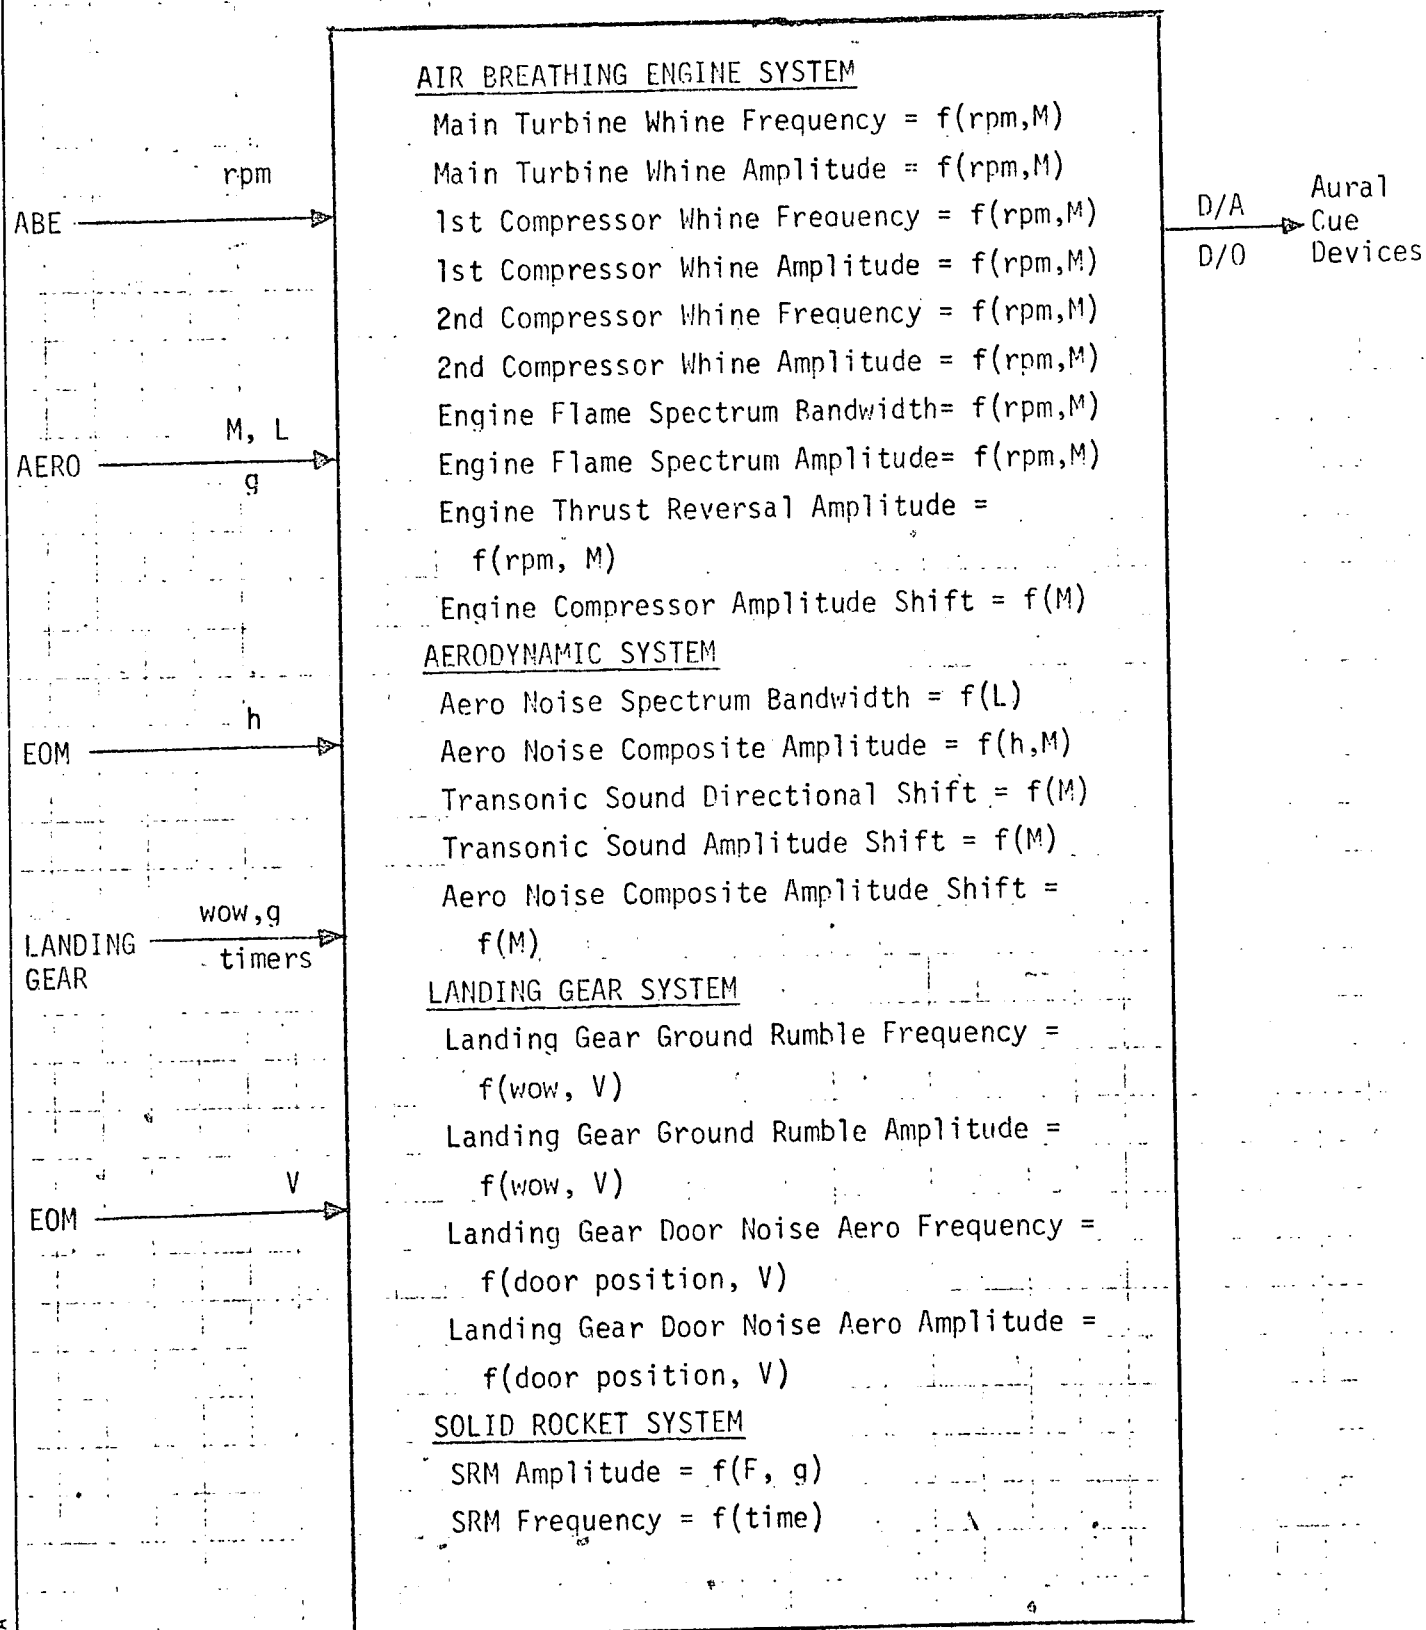 AIR BREATHING ENGINE SYSTEM
Main Turbine Whine Frequency = f(rpm,M)
Main Turbine Whine Amplitude = f(rpm,M)
1st Compressor Whine Frequency = f(rpm,M)
1st Compressor Whine Amplitude = f(rpm,M)
2nd Compressor Whine Frequency = f(rpm,M)
2nd Compressor Whine Amplitude = f(rpm,M)
Engine Flame Spectrum Bandwidth= f(rpm,M)
Engine Flame Spectrum Amplitude= f(rpm,M)
Engine Thrust Reversal Amplitude =
f(rpm, M)
Engine Compressor Amplitude Shift = f(M)
AERODYNAMIC SYSTEM
Aero Noise Spectrum Bandwidth = f(L)
Aero Noise Composite Amplitude = f(h,M)
Transonic Sound Directional Shift = f(M)
Transonic Sound Amplitude Shift = f(M)
Aero Noise Composite Amplitude Shift =
f(M)
LANDING GEAR SYSTEM
Landing Gear Ground Rumble Frequency =
f(wow, V)
Landing Gear Ground Rumble Amplitude =
f(wow, V)
Landing Gear Door Noise Aero Frequency =
f(door position, V)
Landing Gear Door Noise Aero Amplitude =
f(door position, V)
SOLID ROCKET SYSTEM
SRM Amplitude = f(F, g)
SRM Frequency = f(time)
rpm
ABE
M, L
AERO
g
h
EOM
wow,g
LANDING
GEAR
timers
V
EOM
D/A
D/O
Aural
Cue
Devices